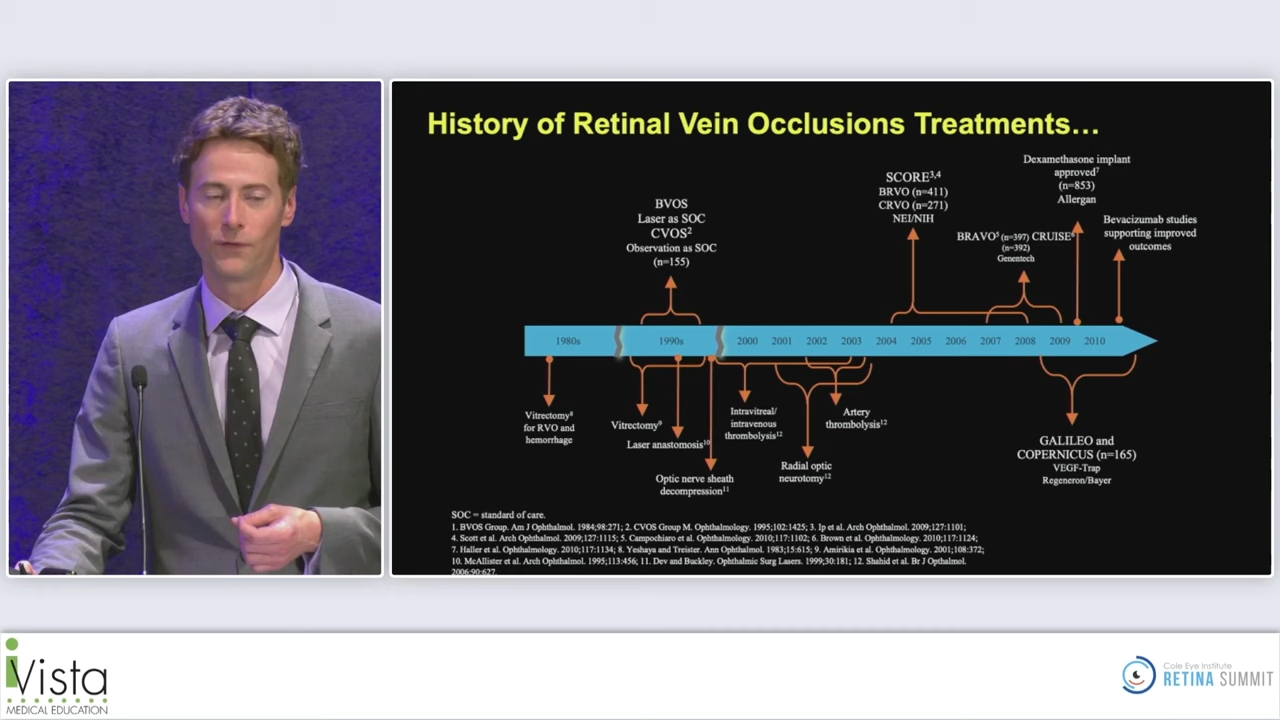 History of Retinal Vein Occlusions Treatments…
Dexamethasone implant
approved7
(n=853)
Allergan
SCORE3,4
BRVO (n=411)
CRVO (n=271)
NEI/NIH
BVOS
Laser as SOC
CVOS2
Observation as SOC
(n=155)
BRAVO5 (n=397) CRUISE6
(n=392)
Genentech
Bevacizumab studies
supporting improved
outcomes
1980s 1990s 2000 2001 2002 2003 2004 2005 2006 2007 2008 2009 2010
Vitrectomy8
for RVO and
hemorrhage
Vitrectomy9
Laser anastomosis10
Optic nerve sheath
decompression11
Intravitreal/
intravenous
thrombolysis12
Radial optic
neurotomy12
Artery
thrombolysis12
GALILEO and
COPERNICUS (n=165)
VEGF-Trap
Regeneron/Bayer
SOC = standard of care.
1. BVOS Group. Am J Ophthalmol. 1984;98:271; 2. CVOS Group M. Ophthalmology. 1995;102:1425; 3. Ip et al. Arch Ophthalmol. 2009;127:1101;
4. Scott et al. Arch Ophthalmol. 2009;127:1115; 5. Campochiaro et al. Ophthalmology. 2010;117:1102; 6. Brown et al. Ophthalmology. 2010;117:1124;
7. Haller et al. Ophthalmology. 2010;117:1134; 8. Yeshaya and Treister. Ann Ophthalmol. 1983;15:615; 9. Amirikia et al. Ophthalmology. 2001;108:372;
10. McAllister et al. Arch Ophthalmol. 1995;113:456; 11. Dev and Buckley. Ophthalmic Surg Lasers. 1999;30:181; 12. Shahid et al. Br J Opthalmol.
2006;90:627.
iVista
MEDICAL EDUCATION
Cole Eye Institute
RETINA SUMMIT